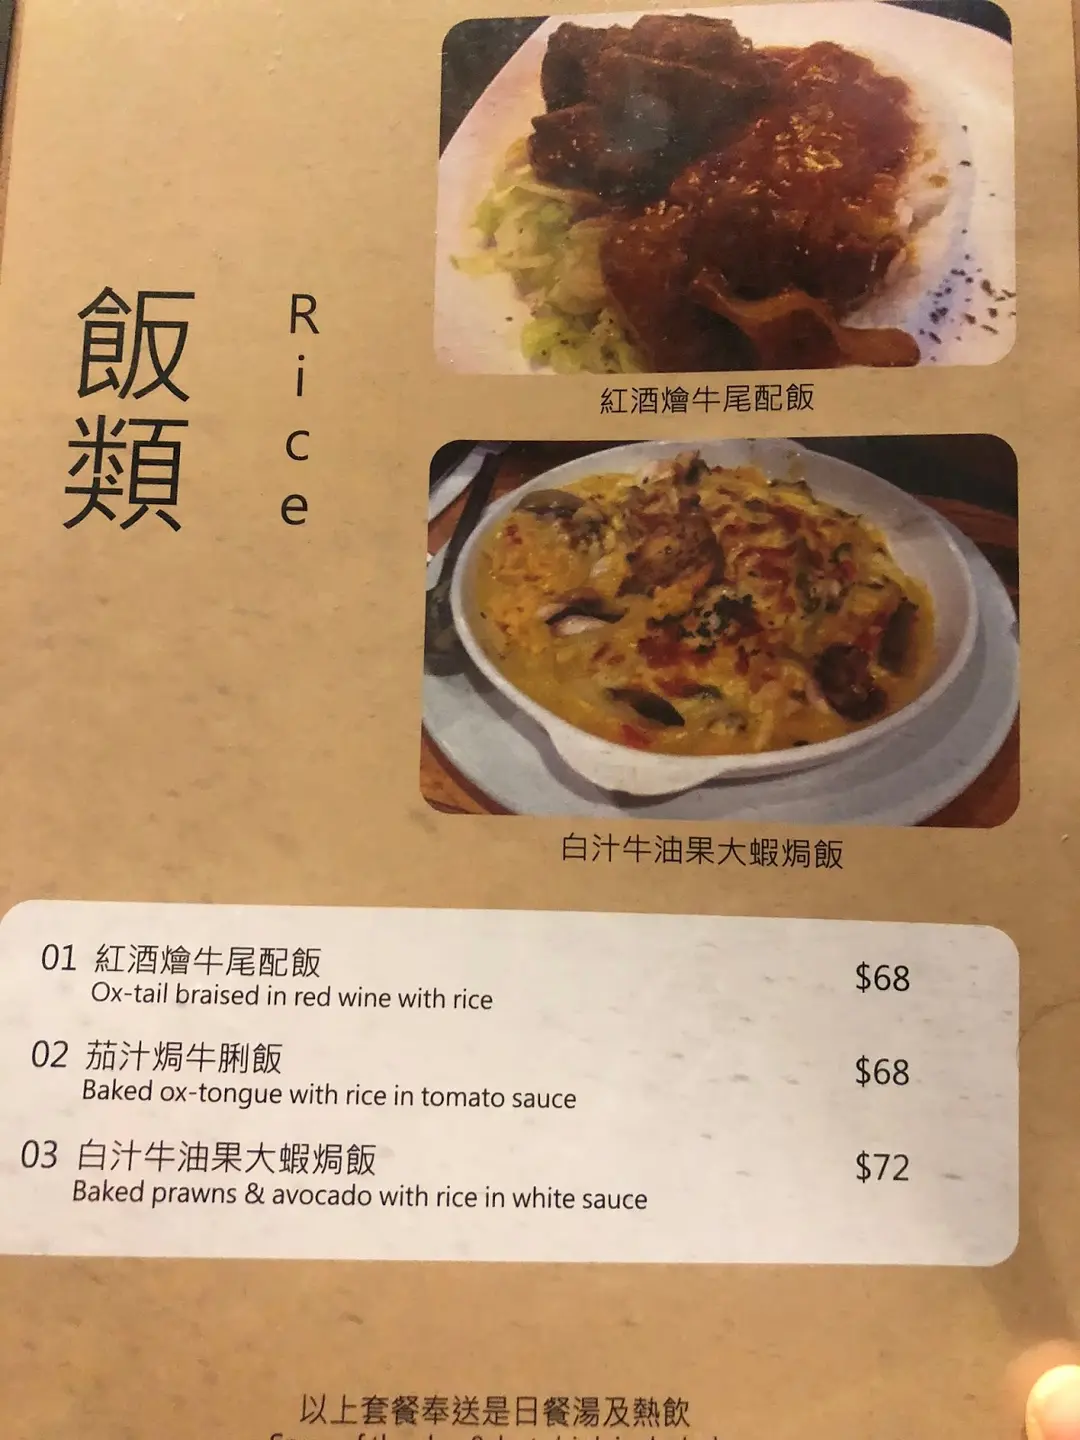 飯類
Rice
紅酒燴牛尾配飯
白汁牛油果大蝦焗飯
01 紅酒燴牛尾配飯 $68
Ox-tail braised in red wine with rice
02 茄汁焗牛脷飯 $68
Baked ox-tongue with rice in tomato sauce
03 白汁牛油果大蝦焗飯 $72
Baked prawns & avocado with rice in white sauce
以上套餐奉送是日餐湯及熱飲